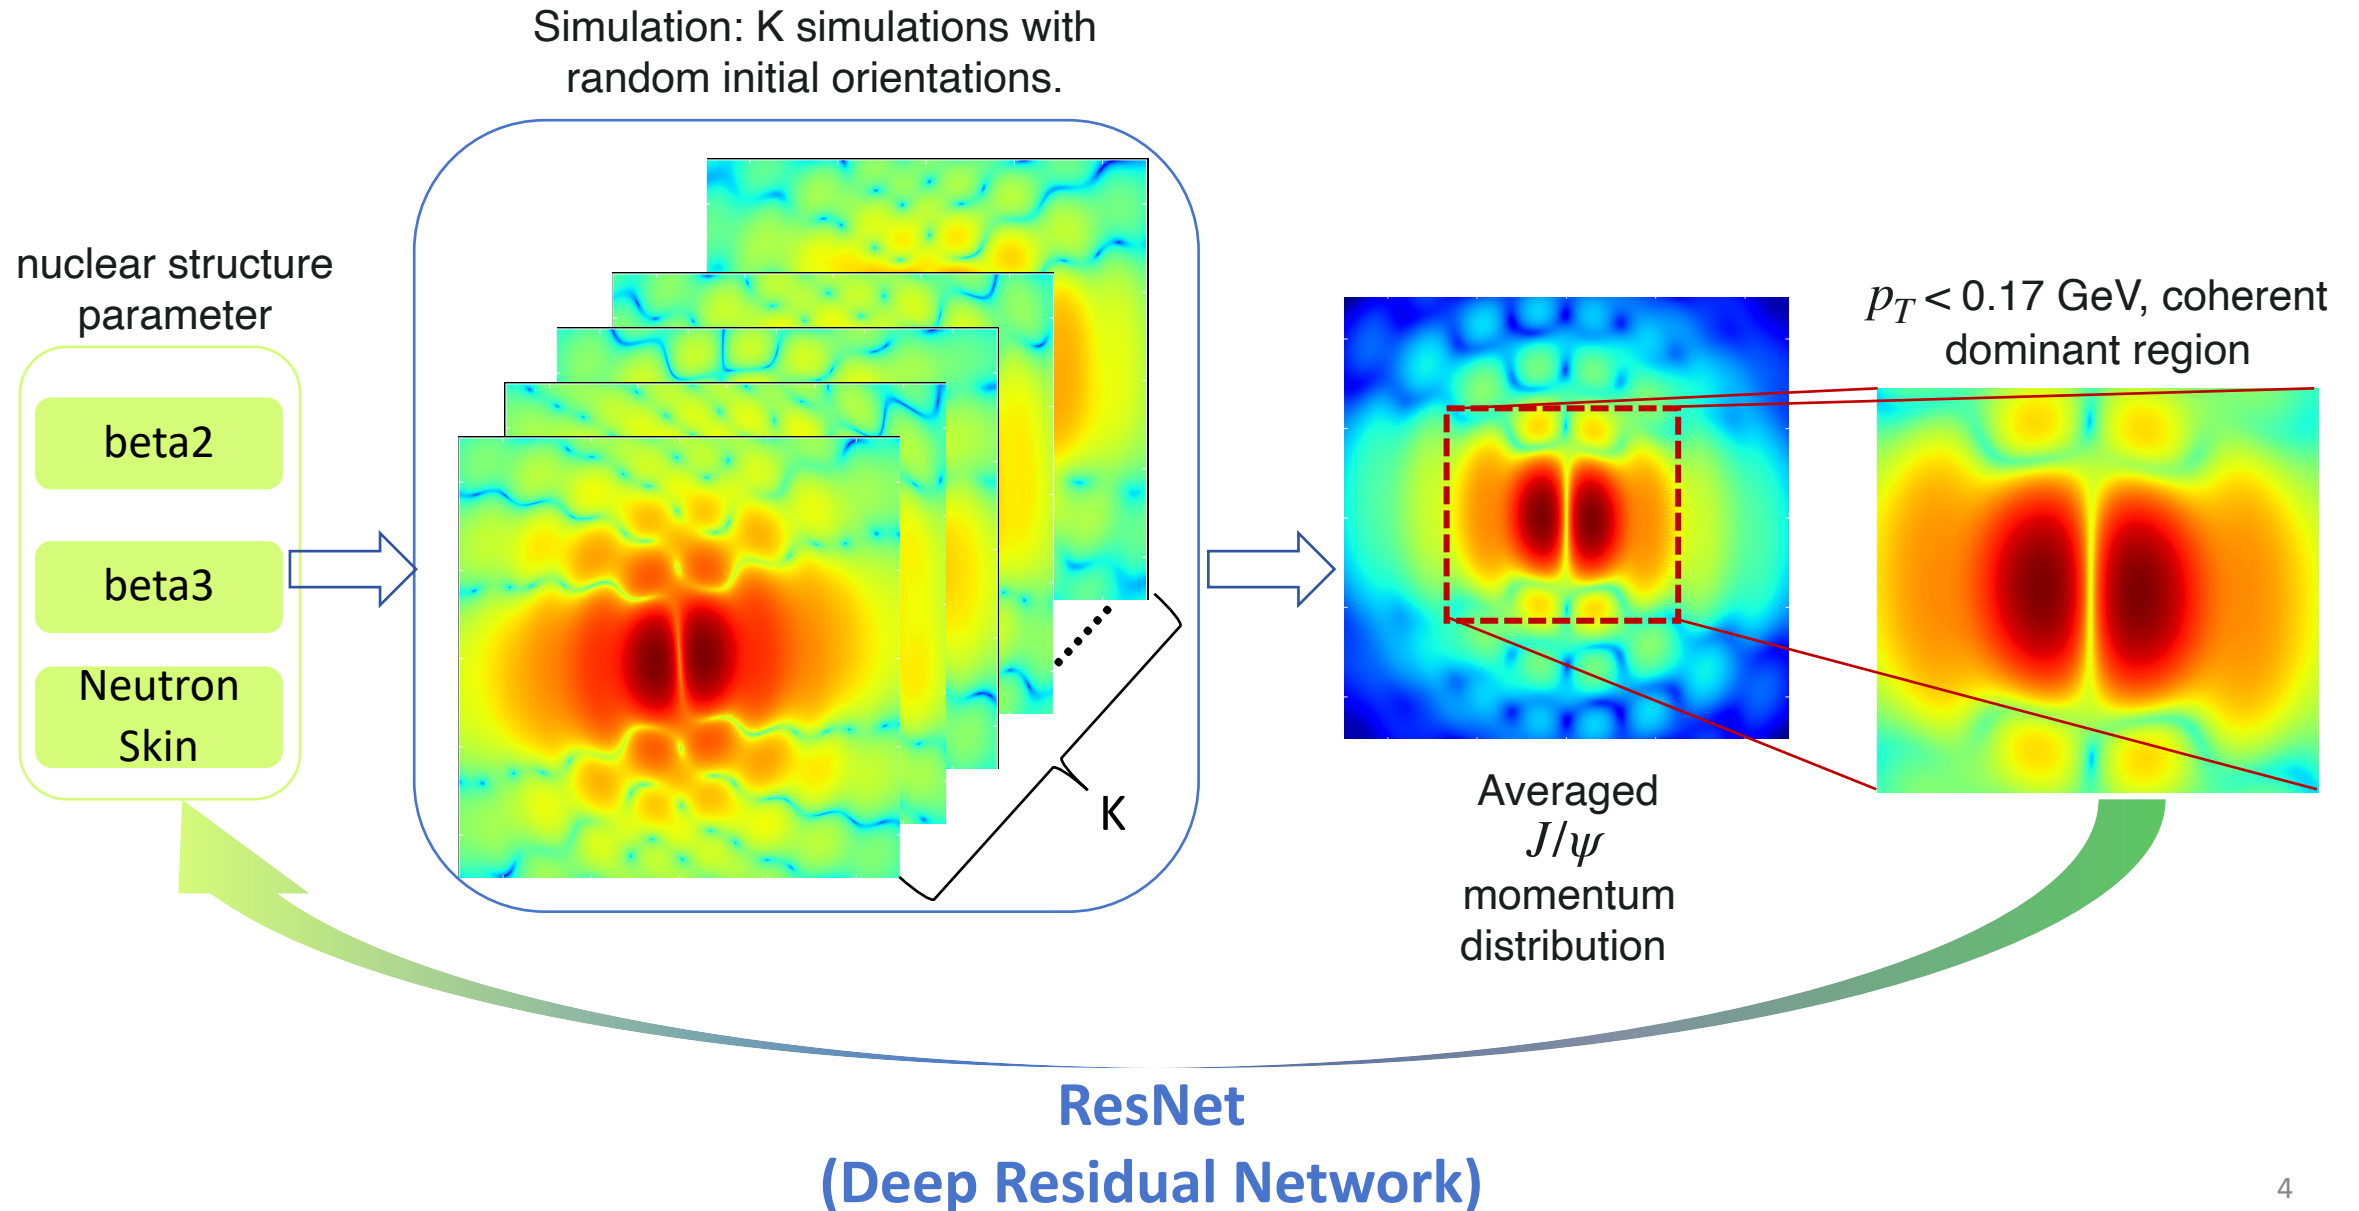 Simulation: K simulations with
random initial orientations.
nuclear structure
parameter
beta2
beta3
Neutron
Skin
K
Averaged
J/ψ
momentum
distribution
p_T < 0.17 GeV, coherent
dominant region
ResNet
(Deep Residual Network)
4